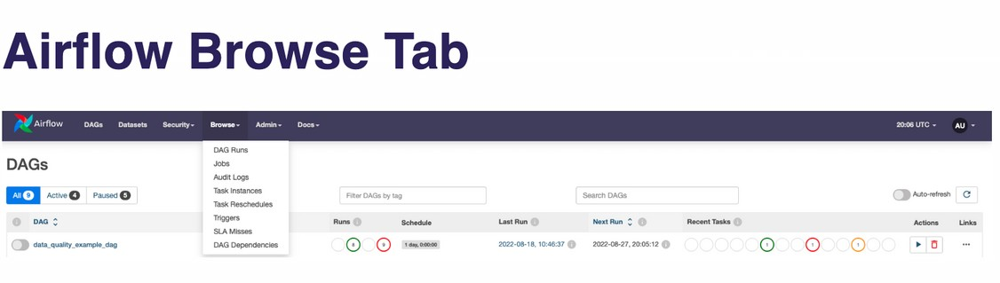 Airflow Browse Tab
Airflow DAGs Datasets Security Browse Admin Docs 20:06 UTC AU
DAG Runs
Jobs
Audit Logs
Task Instances
Task Reschedules
Triggers
SLA Misses
DAG Dependencies
DAGs
All 9 Active 4 Paused 5 Filter DAGs by tag Search DAGs Auto-refresh
DAG Runs Schedule Last Run Next Run Recent Tasks Actions Links
data_quality_example_dag 1 day, 0:00:00 2022-08-18, 10:46:37 2022-08-27, 20:05:12 1 1 1